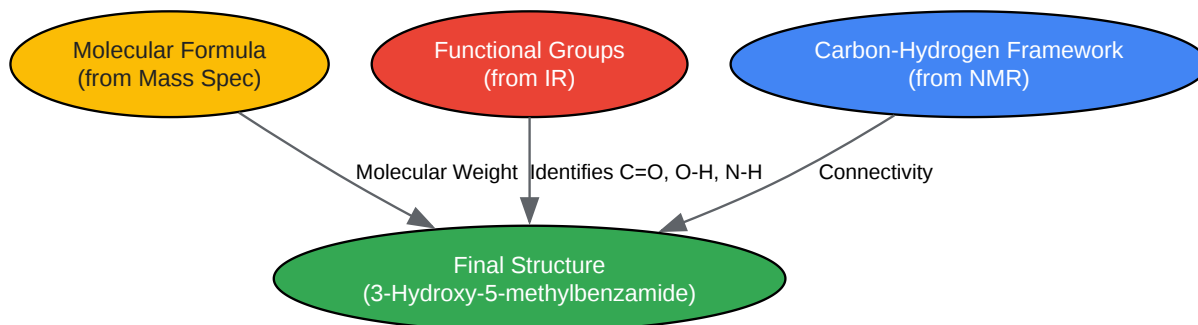 Molecular Formula
(from Mass Spec)
Functional Groups
(from IR)
Carbon-Hydrogen Framework
(from NMR)
Molecular Weight
Identifies C=O, O-H, N-H
Connectivity
Final Structure
(3-Hydroxy-5-methylbenzamide)